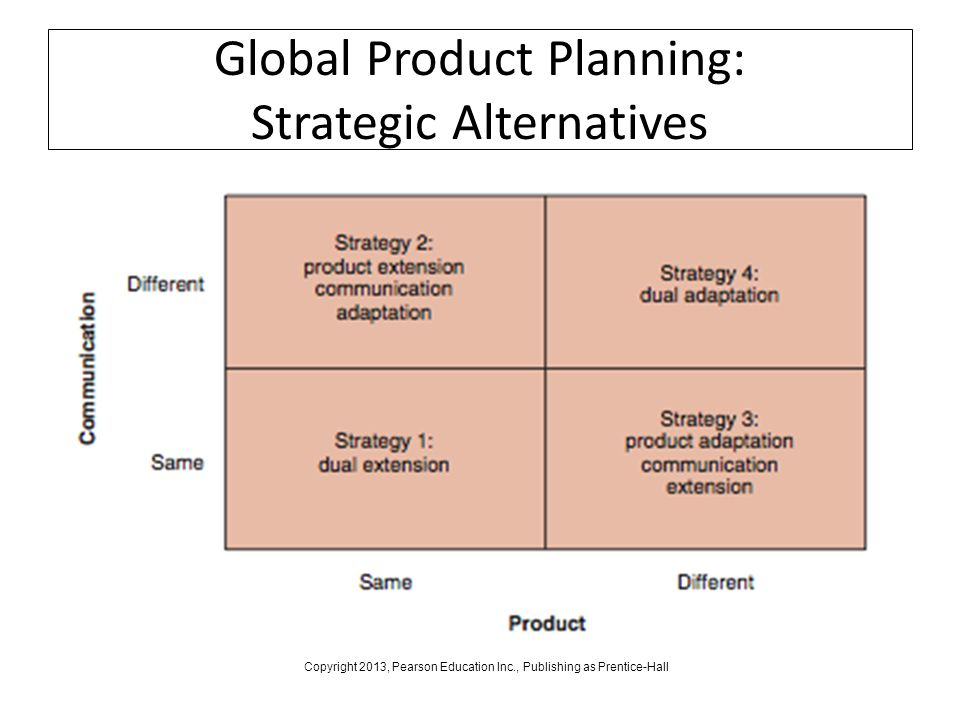 Global Product Planning:
Strategic Alternatives
Communication
Different
Strategy 2:
product extension
communication
adaptation
Strategy 4:
dual adaptation
Same
Strategy 1:
dual extension
Strategy 3:
product adaptation
communication
extension
Same
Different
Product
Copyright 2013, Pearson Education Inc., Publishing as Prentice-Hall